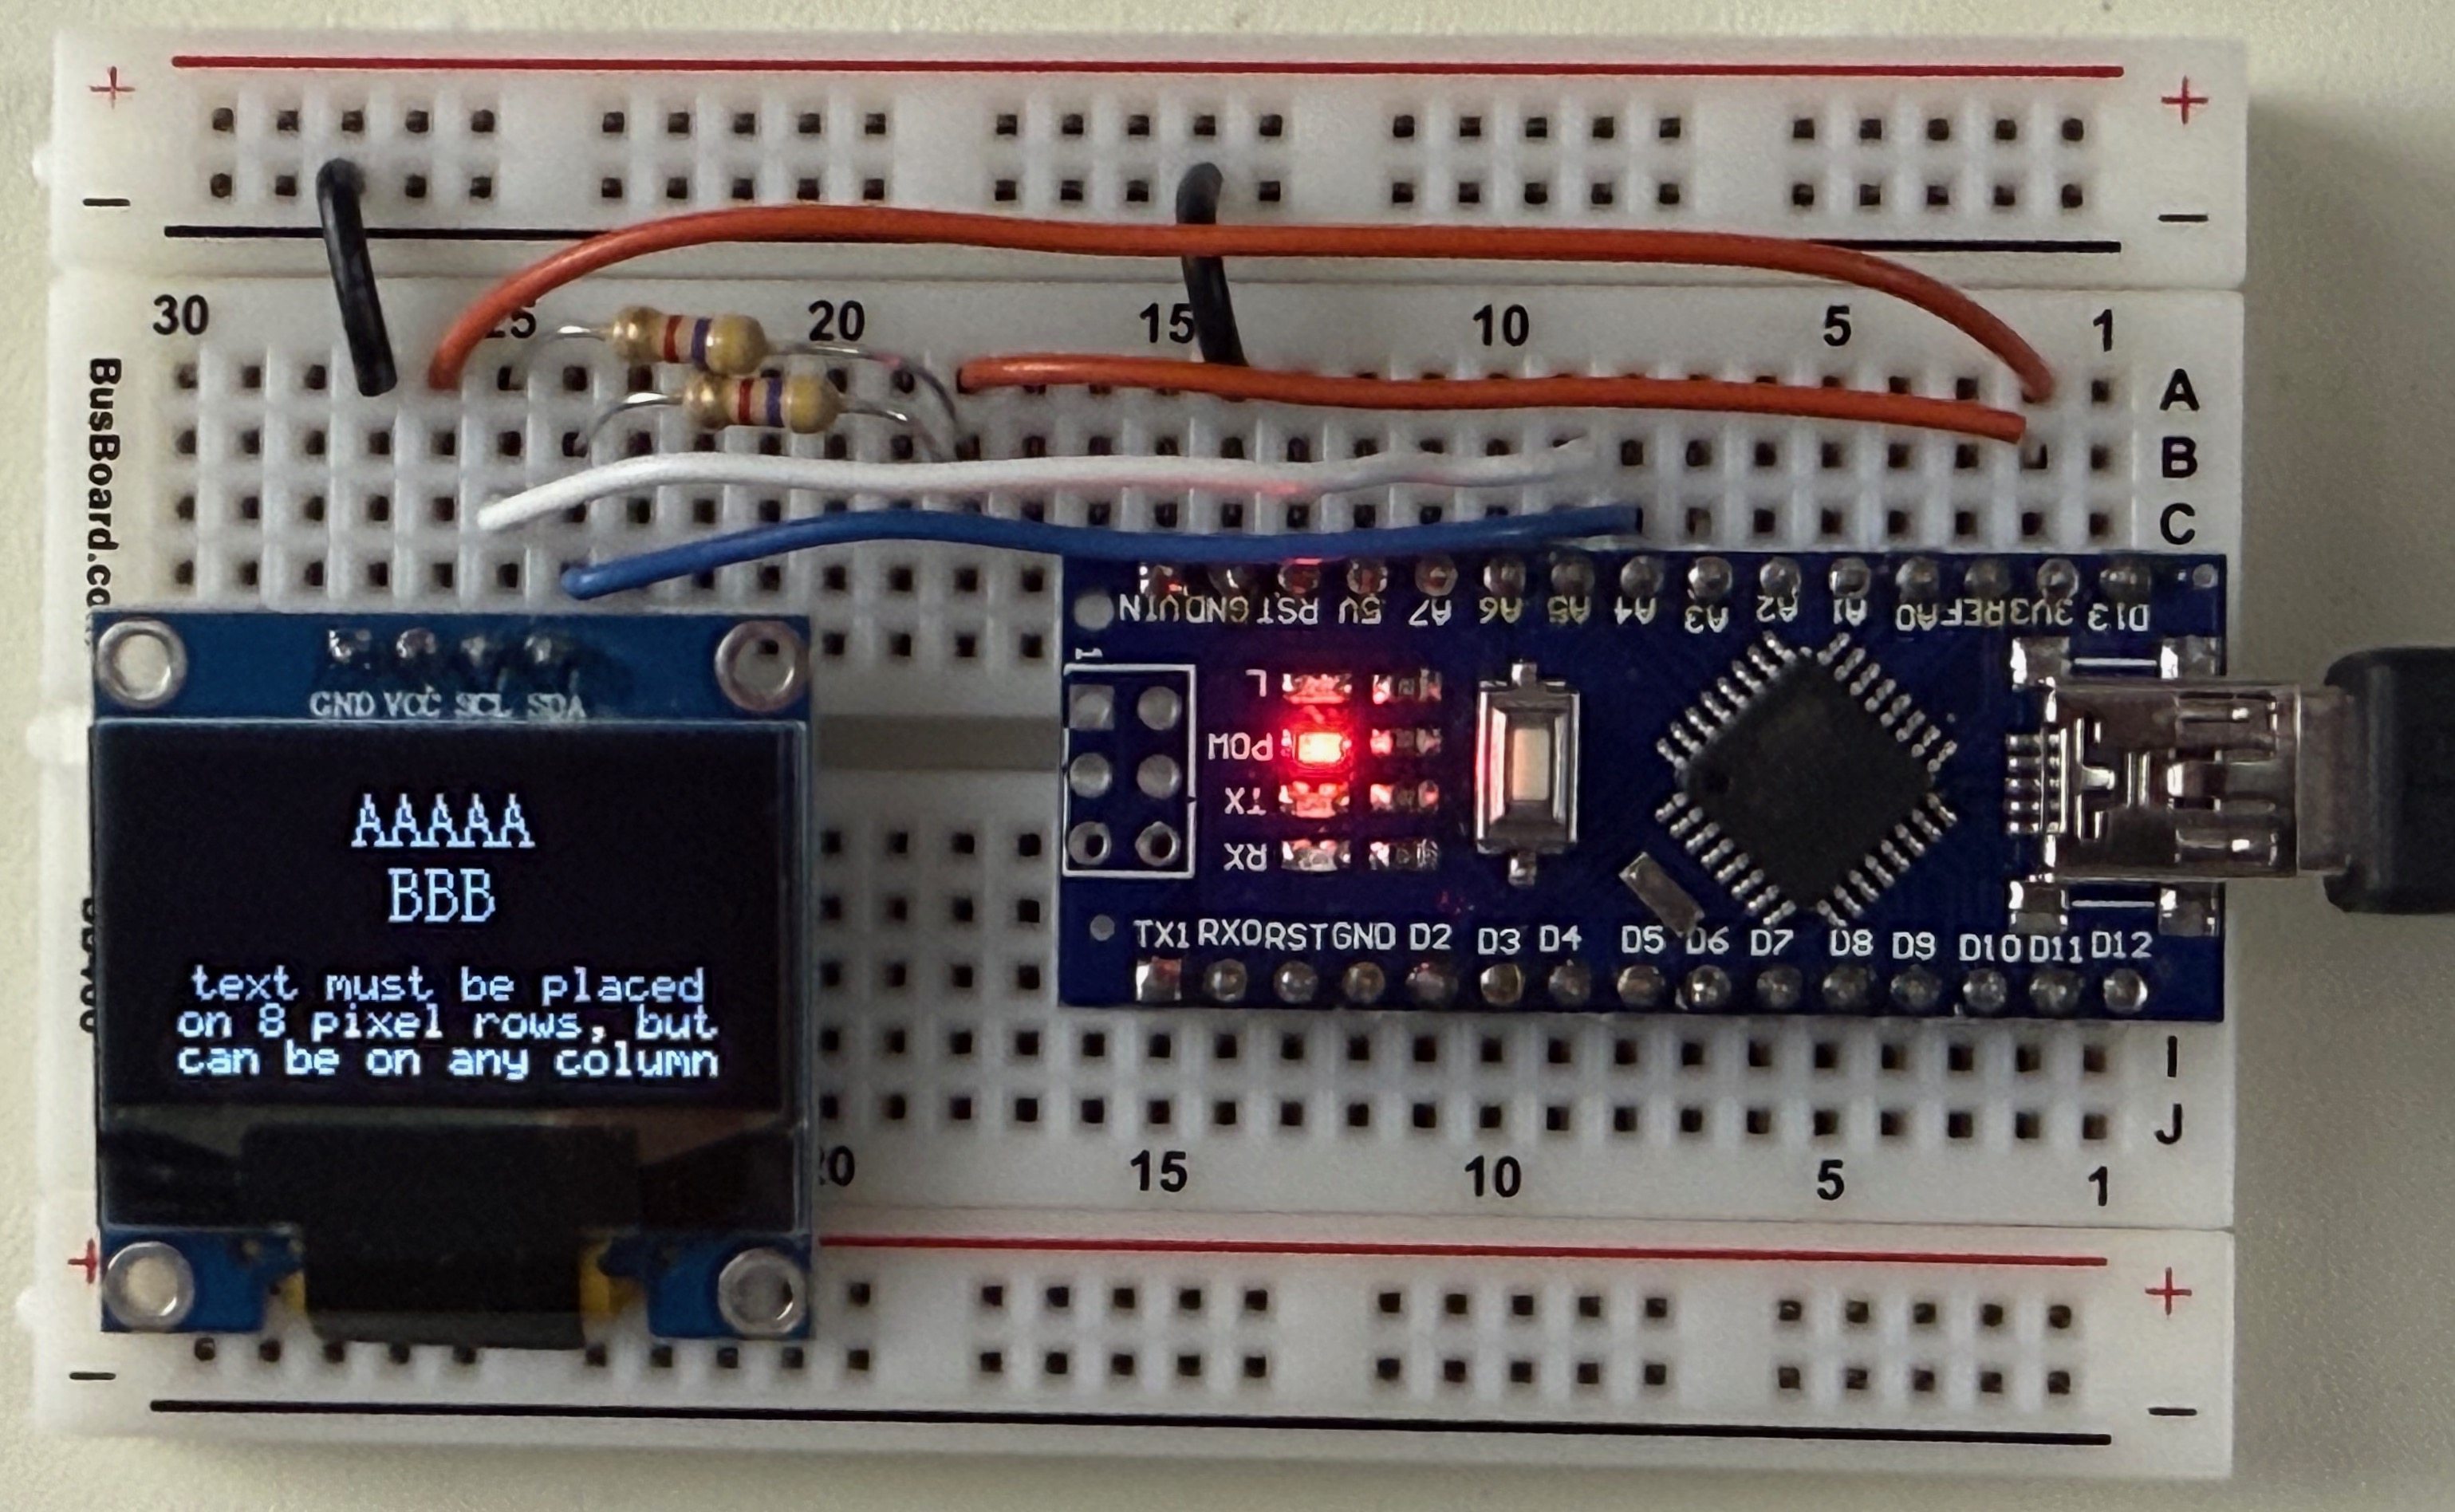 + +
− −
30 25 20 15 10 5 1
BusBoard.co
A
B
C
VIN GND RST 5V A7 A6 A5 A4 A3 A2 A1 A0 REF 3V3 D13
GND VCC SCL SDA
1
L
POW
TX
RX
AAAAA
BBB
text must be placed
on 8 pixel rows, but
can be on any column
TX1 RX0 RST GND D2 D3 D4 D5 D6 D7 D8 D9 D10 D11 D12
I
J
20 15 10 5 1
+ +
− −